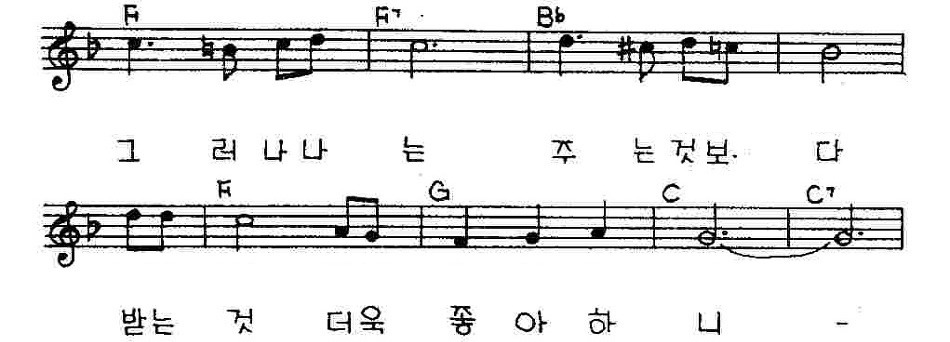 F F7 Bb
그 러 나 나 는 주 는 것 보. 다
F G C C7
받는 것 더욱 좋 아 하 니 -